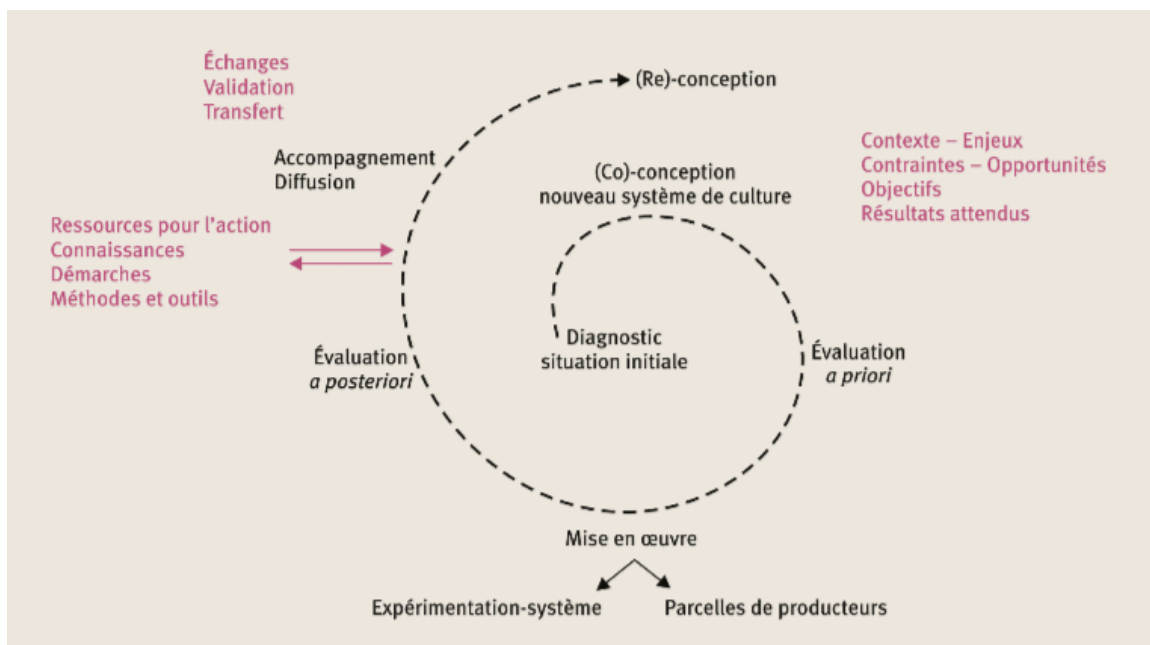 Échanges
Validation
Transfert
(Re)-conception
Accompagnement
Diffusion
Contexte – Enjeux
Contraintes – Opportunités
Objectifs
Résultats attendus
(Co)-conception
nouveau système de culture
Ressources pour l’action
Connaissances
Démarches
Méthodes et outils
Diagnostic
situation initiale
Évaluation
a posteriori
Évaluation
a priori
Mise en œuvre
Expérimentation-système
Parcelles de producteurs